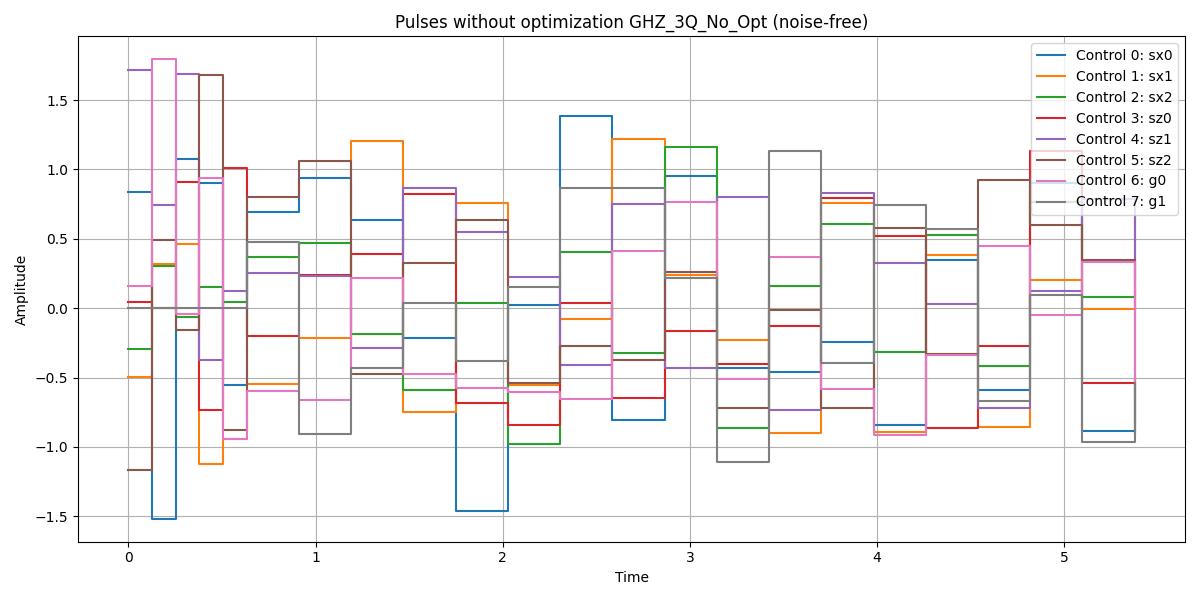 Pulses without optimization GHZ_3Q_No_Opt (noise-free)
Amplitude
1.5
1.0
0.5
0.0
−0.5
−1.0
−1.5
Control 0: sx0
Control 1: sx1
Control 2: sx2
Control 3: sz0
Control 4: sz1
Control 5: sz2
Control 6: g0
Control 7: g1
0 1 2 3 4 5
Time